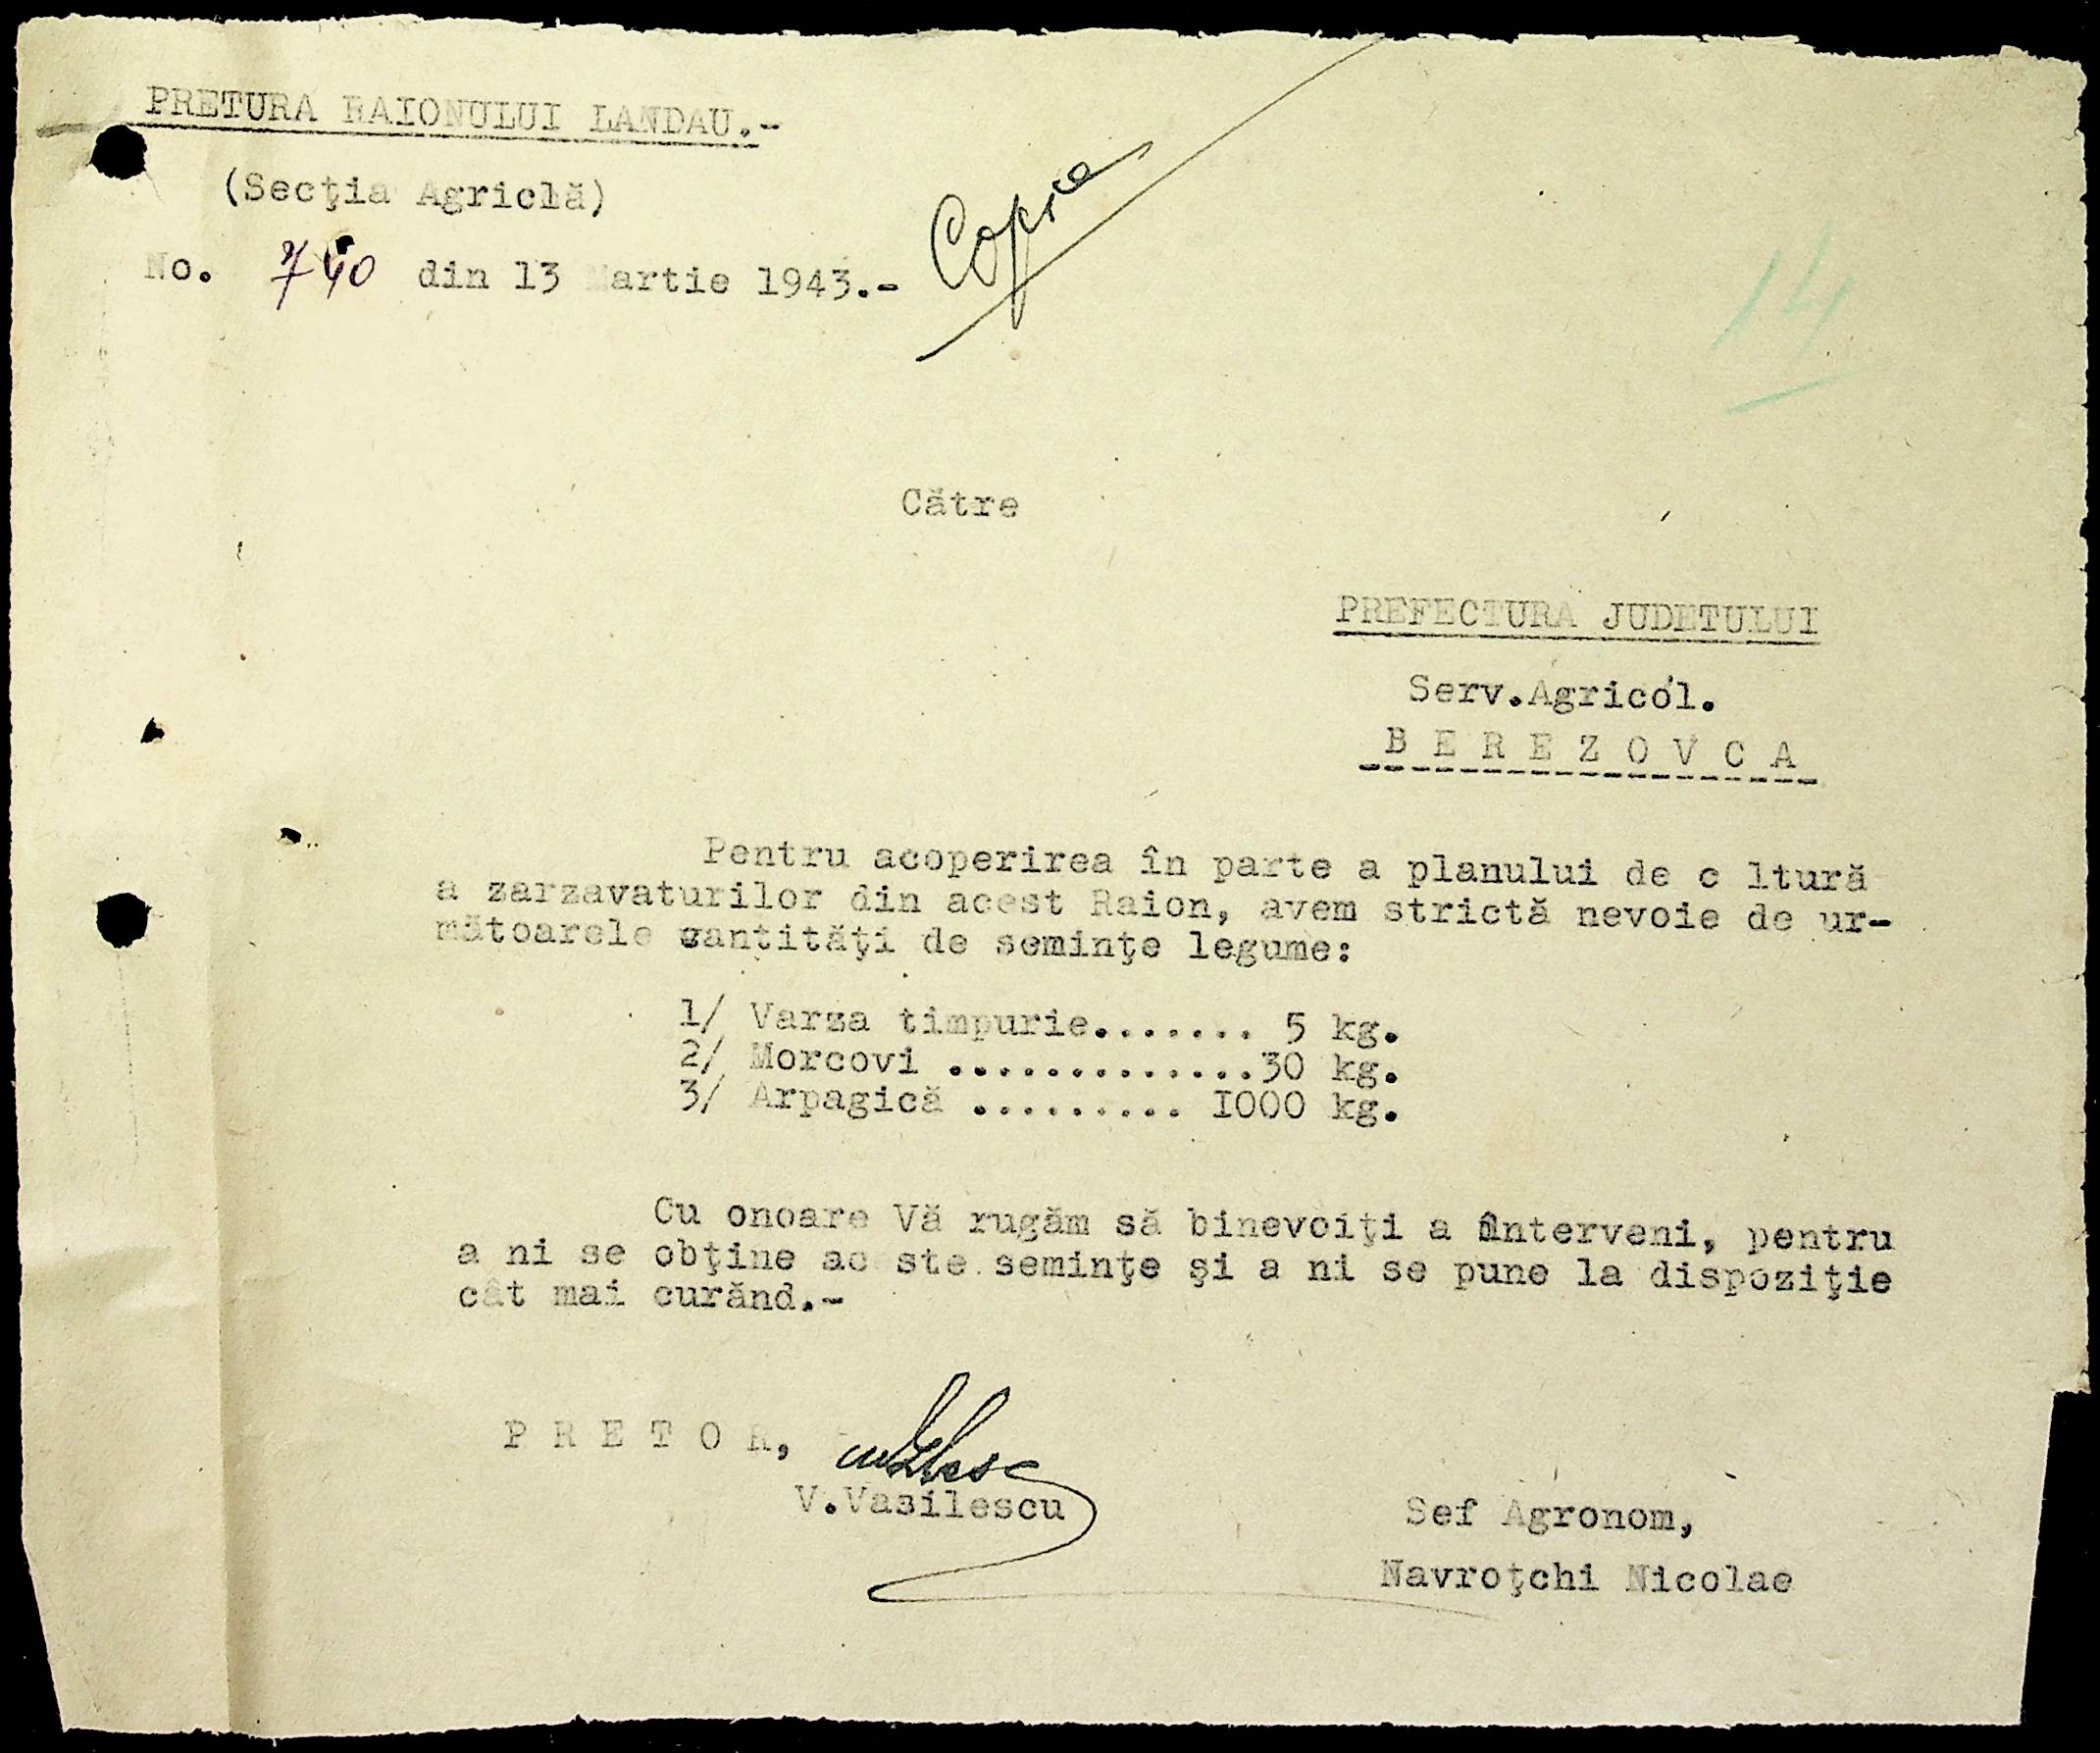 PRETURA RAIONULUI LANDAU.-
(Secţia Agriclă)
No. 740 din 13 Martie 1943.-
Copie
14
Către
PREFECTURA JUDETULUI
Serv.Agricol.
B E R E Z O V C A
Pentru acoperirea în parte a planului de c ltură
a zarzavaturilor din acest Raion, avem strictă nevoie de ur-
mătoarele cantităţi de seminţe legume:
1/ Varza timpurie....... 5 kg.
2/ Morcovi .............30 kg.
3/ Arpagică ......... I000 kg.
Cu onoare Vă rugăm să binevoiţi a interveni, pentru
a ni se obţine ac ste seminţe şi a ni se pune la dispoziţie
cât mai curănd.-
P R E T O R,
V.Vasilescu
Sef Agronom,
Navroţchi Nicolae